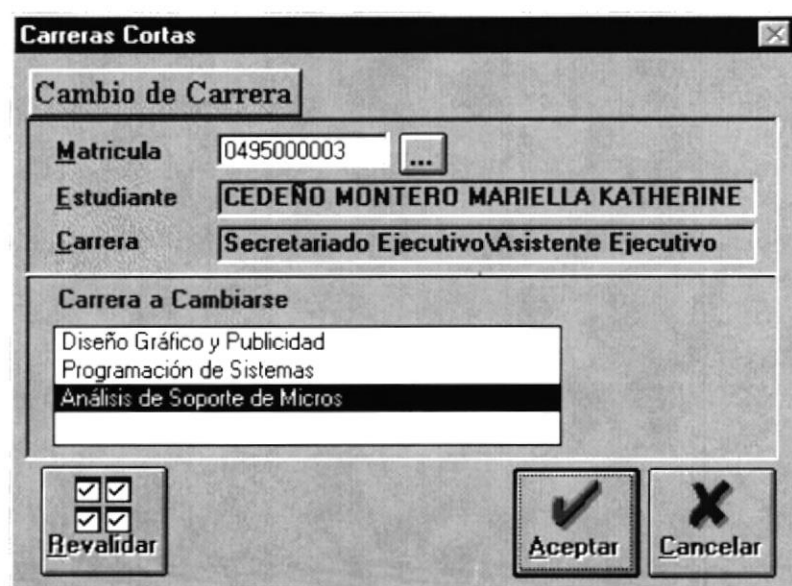 Carreras Cortas
Cambio de Carrera
Matricula 0495000003 ...
Estudiante CEDEÑO MONTERO MARIELLA KATHERINE
Carrera Secretariado Ejecutivo\Asistente Ejecutivo
Carrera a Cambiarse
Diseño Gráfico y Publicidad
Programación de Sistemas
Análisis de Soporte de Micros
Revalidar Aceptar Cancelar